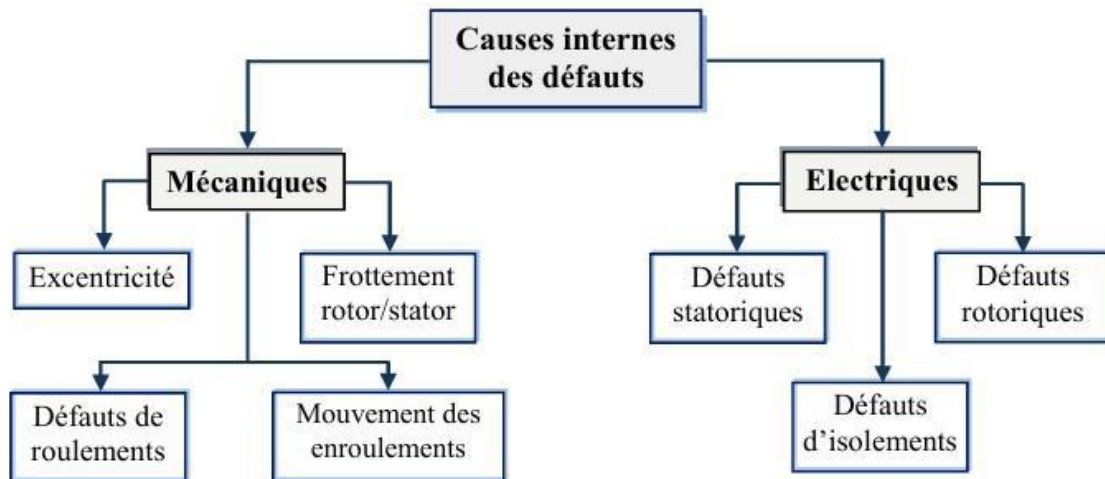 Causes internes
des défauts
Mécaniques
Electriques
Excentricité
Frottement
rotor/stator
Défauts
statoriques
Défauts
rotoriques
Défauts de
roulements
Mouvement des
enroulements
Défauts
d'isolements